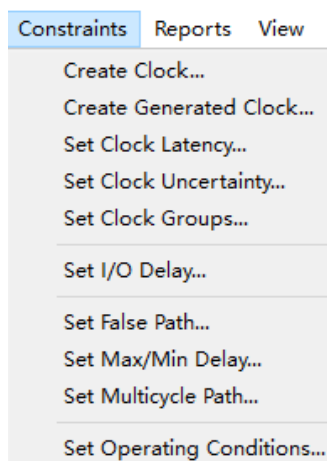 Constraints Reports View
Create Clock...
Create Generated Clock...
Set Clock Latency...
Set Clock Uncertainty...
Set Clock Groups...
Set I/O Delay...
Set False Path...
Set Max/Min Delay...
Set Multicycle Path...
Set Operating Conditions...